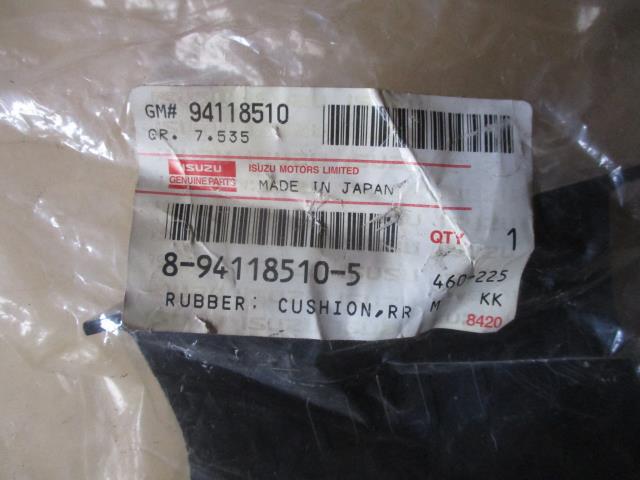 GM# 94118510
GR. 7.535
ISUZU
GENUINE PARTS
ISUZU MOTORS LIMITED
MADE IN JAPAN
QTY 1
8-94118510-5
460-225
RUBBER: CUSHION,RR
M KK
8420